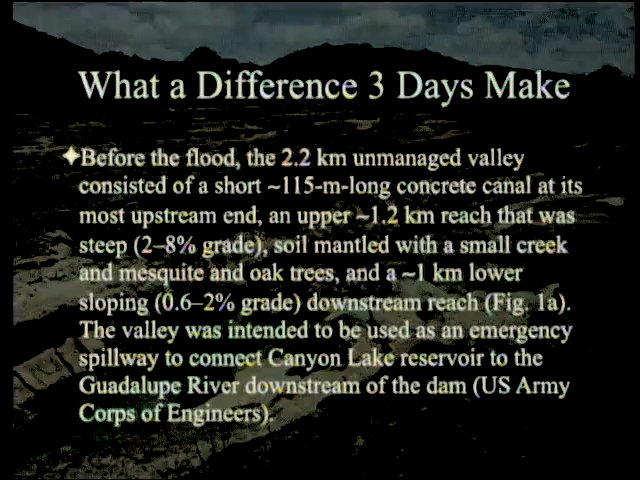 What a Difference 3 Days Make
Before the flood, the 2.2 km unmanaged valley
consisted of a short ~115-m-long concrete canal at its
most upstream end, an upper ~1.2 km reach that was
steep (2–8% grade), soil mantled with a small creek
and mesquite and oak trees, and a ~1 km lower
sloping (0.6–2% grade) downstream reach (Fig. 1a).
The valley was intended to be used as an emergency
spillway to connect Canyon Lake reservoir to the
Guadalupe River downstream of the dam (US Army
Corps of Engineers).